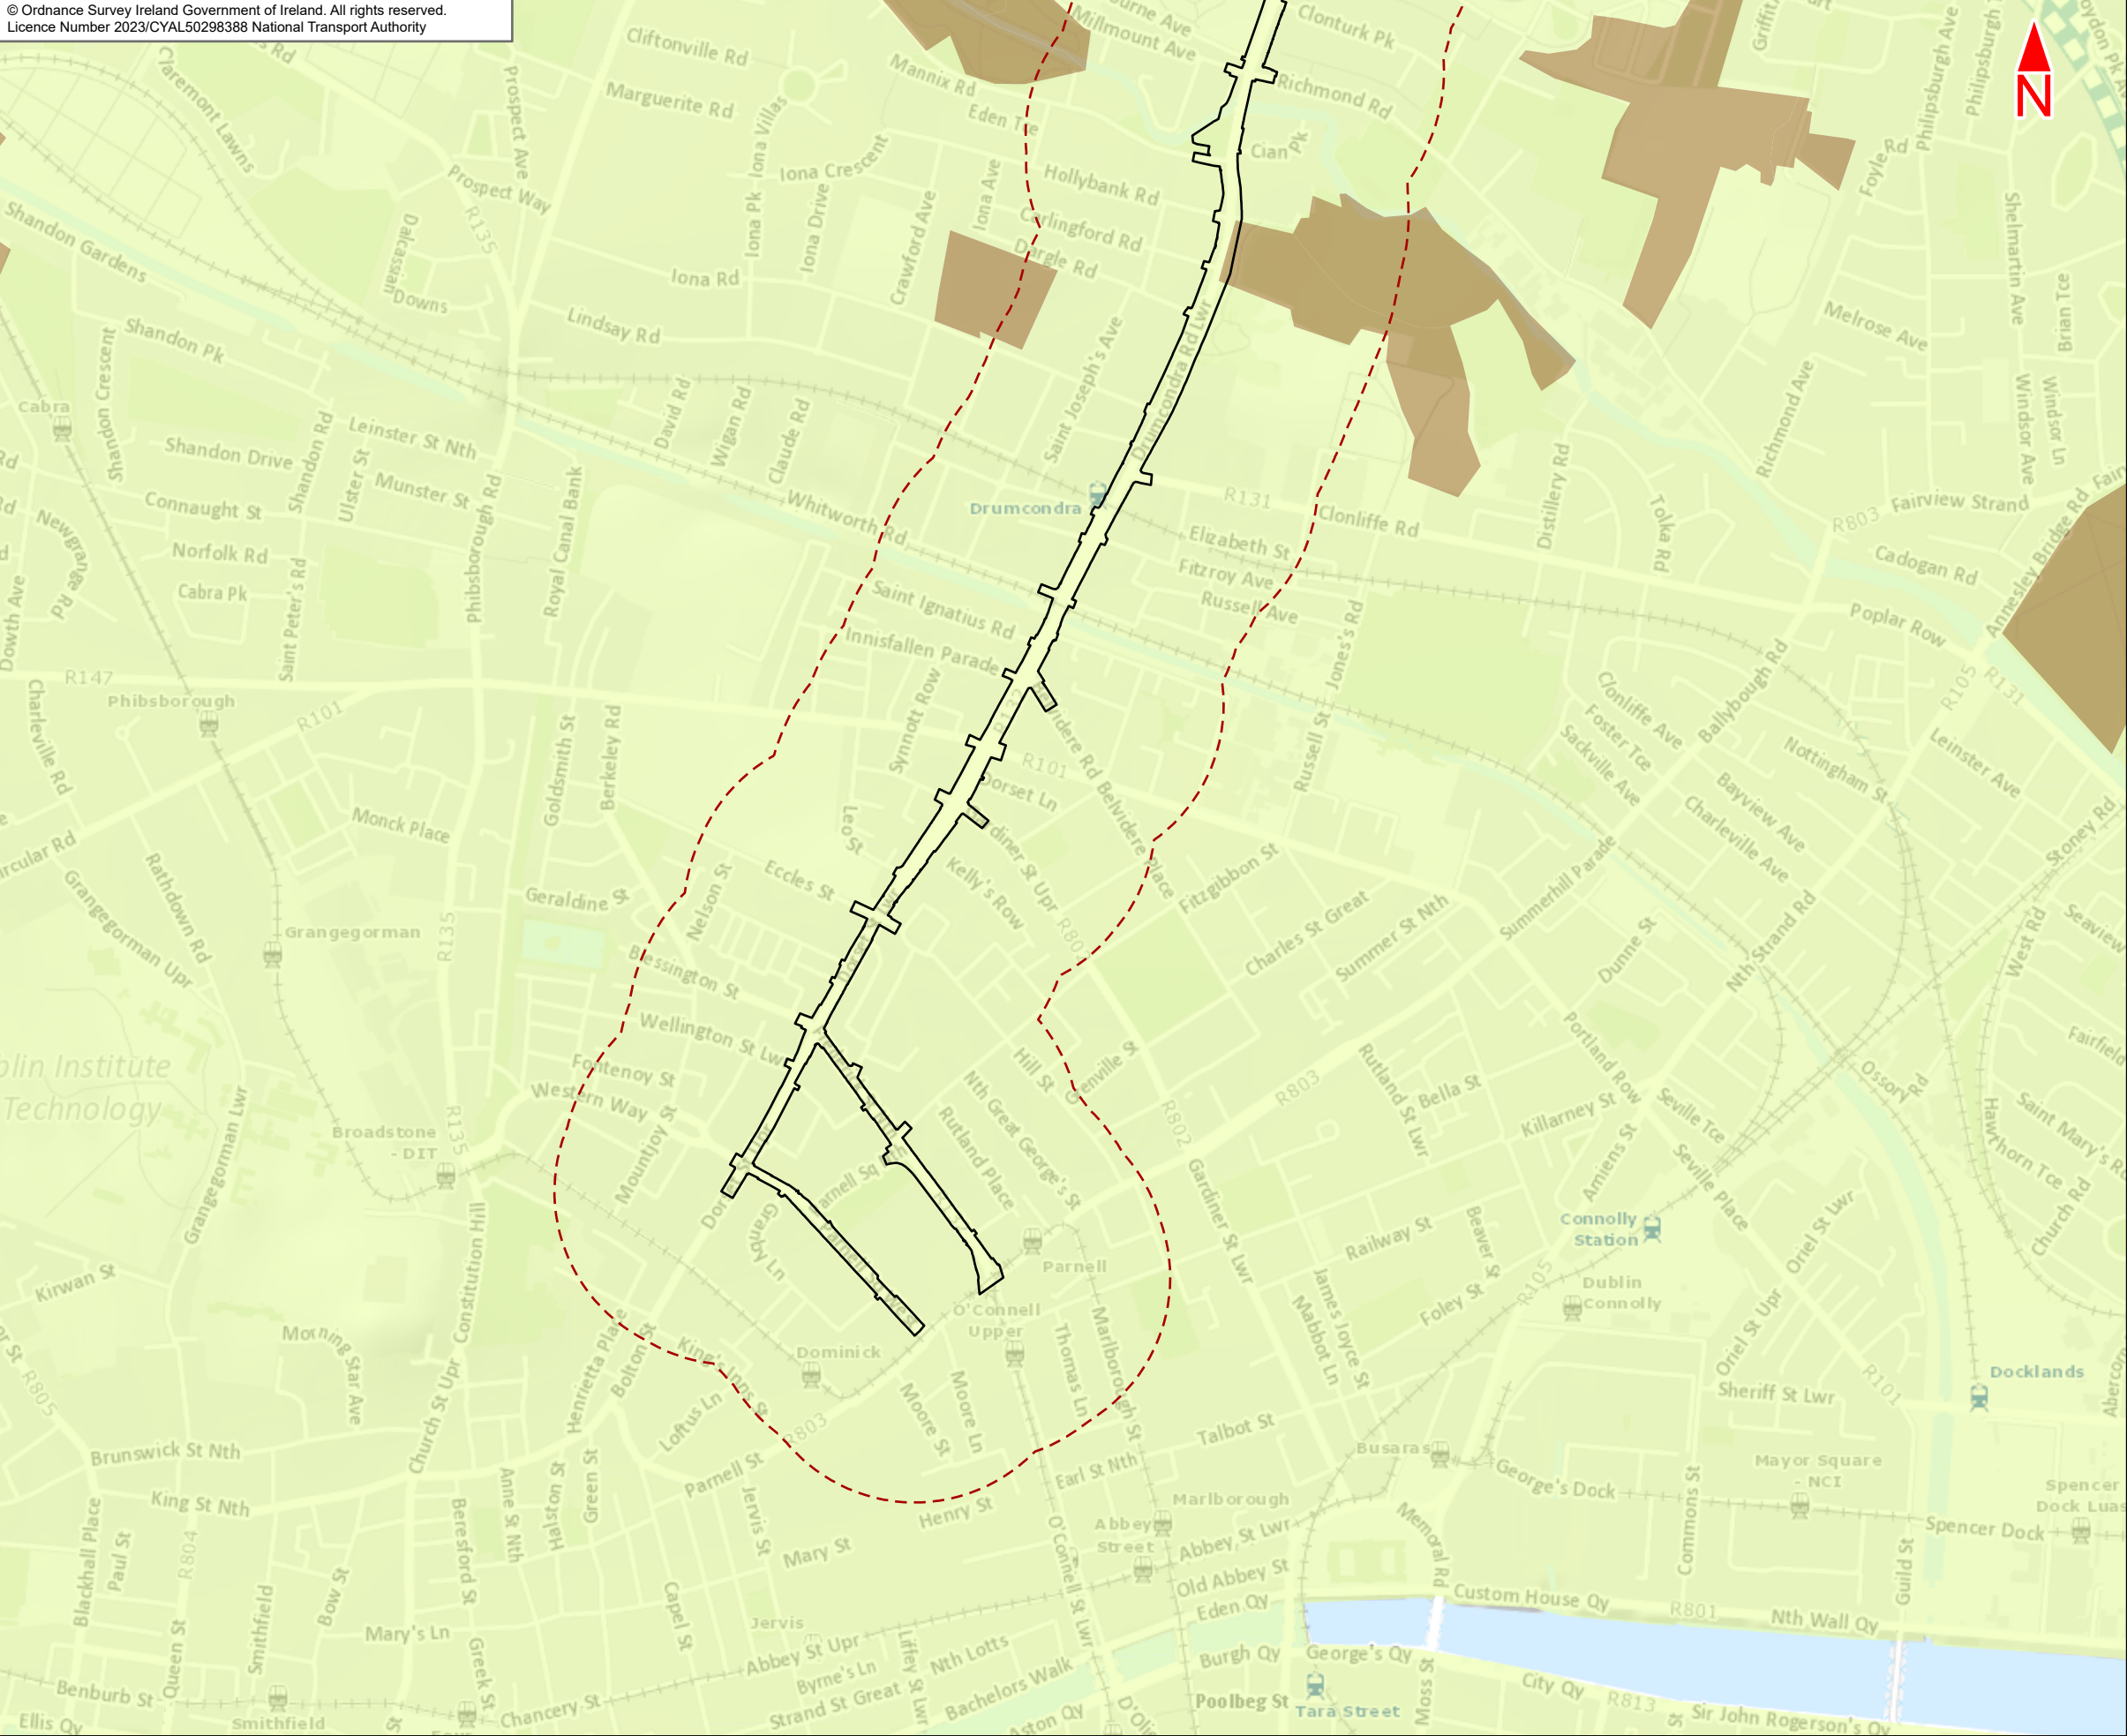 © Ordnance Survey Ireland Government of Ireland. All rights reserved.
Licence Number 2023/CYAL50298388 National Transport Authority
N
Millmount Ave
Clonturk Pk
Cliftonville Rd
Claremont Lawns
Prospect Ave
Mannix Rd
Marguerite Rd
Richmond Rd
Eden Tce
Iona Villas
Cian Pk
Iona Crescent
Hollybank Rd
Foyle Rd
Philipsburgh Ave
Prospect Way
Iona Pk
Iona Drive
Iona Ave
Crawford Ave
Carlingford Rd
Dargle Rd
R135
Shandon Gardens
Dalcassian
Downs
Iona Rd
Shelmartin Ave
Brian Tce
Melrose Ave
Lindsay Rd
Shandon Pk
Saint Joseph's Ave
Drumcondra Rd Lwr
Shandon Crescent
Cabra
David Rd
Wigan Rd
Claude Rd
Richmond Ave
Windsor Ave
Windsor Ln
Leinster St Nth
Shandon Drive
Shandon Rd
Ulster St
Munster St
Connaught St
Phibsborough Rd
Royal Canal Bank
Whitworth Rd
Drumcondra
R131
Clonliffe Rd
Distillery Rd
Tolka Rd
R803
Fairview Strand
Annesley Bridge Rd
Newgrange Rd
Norfolk Rd
Cabra Pk
Saint Peter's Rd
Dowth Ave
Elizabeth St
Fitzroy Ave
Russell Ave
Cadogan Rd
Poplar Row
Saint Ignatius Rd
Innisfallen Parade
Jones's Rd
R147
Phibsborough
R101
Charleville Rd
Synnott Row
Belvidere Rd
Belvidere Place
Russell St
Clonliffe Ave
Foster Tce
Sackville Ave
Ballybough Rd
R105
R131
Leinster Ave
Nottingham St
Goldsmith St
Berkeley Rd
R101
Dorset Ln
Bayview Ave
Charleville Ave
Stoney Rd
Monck Place
Leo St
Rathdown Rd
Grangegorman Upr
Eccles St
Kelly's Row
Fitzgibbon St
Summerhill Parade
Geraldine St
Nelson St
Charles St Great
Summer St Nth
Dunne St
Nth Strand Rd
West Rd
Grangegorman
R135
Blessington St
Wellington St Lwr
Fontenoy St
Western Way
Hill St
Portland Row
Rutland St Lwr
Bella St
Ossory Rd
Technology
Grangegorman Lwr
Broadstone
- DIT
R135
Mountjoy St
Rutland Place
Nth Great George's St
R802
R803
Killarney St
Seville Tce
Seville Place
Amiens St
Hawthorn Tce
Church Rd
Granby Ln
Gardiner St Lwr
Railway St
Beaver St
Connolly
Station
Oriel St Lwr
Kirwan St
Constitution Hill
Parnell
O'Connell
Upper
James Joyce St
Mabbot Ln
Foley St
R105
Dublin
Connolly
Oriel St Upr
Morning Star Ave
Henrietta Place
Bolton St
King's Inns St
Dominick
Thomas Ln
Marlborough St
Docklands
Sheriff St Lwr
R101
R805
Church St Upr
Loftus Ln
R803
Moore St
Moore Ln
Talbot St
Brunswick St Nth
Parnell St
Earl St Nth
Busaras
Mayor Square
- NCI
King St Nth
Anne St Nth
Halston St
Green St
Jervis St
Henry St
Marlborough
George's Dock
Commons St
Spencer
Blackhall Place
Paul St
R804
Beresford St
Mary St
Abbey
Street
Abbey St Lwr
Memorial Rd
Spencer Dock
Old Abbey St
Guild St
Smithfield
Bow St
Capel St
Jervis
O'Connell St Lwr
Eden Qy
Custom House Qy
R801
Nth Wall Qy
Queen St
Mary's Ln
Abbey St Upr
Liffey St Lwr
Nth Lotts
Burgh Qy
George's Qy
Greek St
Byrne's Ln
Moss St
City Qy
R813
Benburb St
Chancery St
Strand St Great
Bachelors Walk
Poolbeg St
Tara Street
Ellis Qy
Smithfield
Aston Qy
Sir John Rogerson's Qy